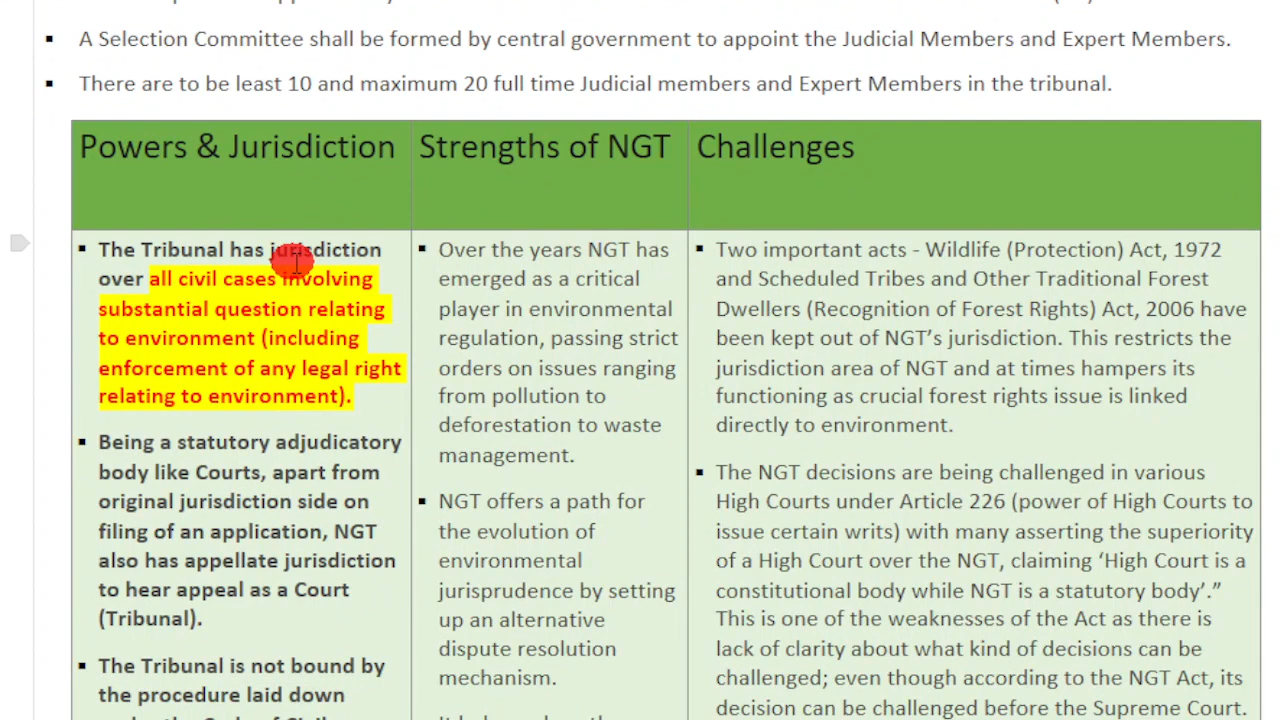 ▪ A Selection Committee shall be formed by central government to appoint the Judicial Members and Expert Members.
▪ There are to be least 10 and maximum 20 full time Judicial members and Expert Members in the tribunal.
Powers & Jurisdiction
▪ The Tribunal has jurisdiction
over all civil cases involving
substantial question relating
to environment (including
enforcement of any legal right
relating to environment).
▪ Being a statutory adjudicatory
body like Courts, apart from
original jurisdiction side on
filing of an application, NGT
also has appellate jurisdiction
to hear appeal as a Court
(Tribunal).
▪ The Tribunal is not bound by
the procedure laid down
Strengths of NGT
▪ Over the years NGT has
emerged as a critical
player in environmental
regulation, passing strict
orders on issues ranging
from pollution to
deforestation to waste
management.
▪ NGT offers a path for
the evolution of
environmental
jurisprudence by setting
up an alternative
dispute resolution
mechanism.
Challenges
▪ Two important acts - Wildlife (Protection) Act, 1972
and Scheduled Tribes and Other Traditional Forest
Dwellers (Recognition of Forest Rights) Act, 2006 have
been kept out of NGT’s jurisdiction. This restricts the
jurisdiction area of NGT and at times hampers its
functioning as crucial forest rights issue is linked
directly to environment.
▪ The NGT decisions are being challenged in various
High Courts under Article 226 (power of High Courts to
issue certain writs) with many asserting the superiority
of a High Court over the NGT, claiming ‘High Court is a
constitutional body while NGT is a statutory body’.”
This is one of the weaknesses of the Act as there is
lack of clarity about what kind of decisions can be
challenged; even though according to the NGT Act, its
decision can be challenged before the Supreme Court.